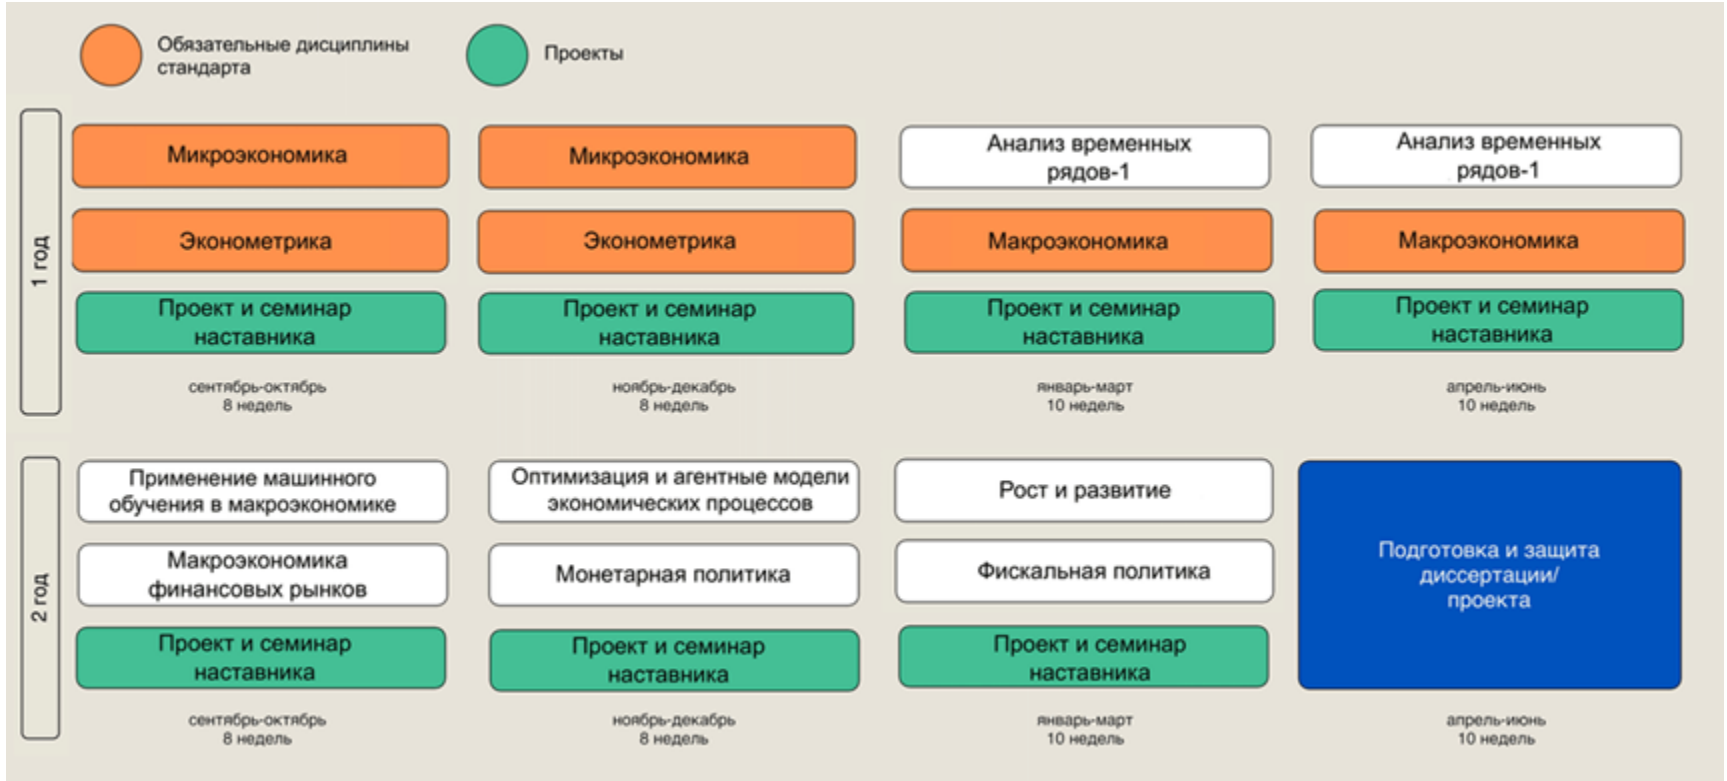 Обязательные дисциплины
стандарта
Проекты
1 год
Микроэкономика
Микроэкономика
Анализ временных
рядов-1
Анализ временных
рядов-1
Эконометрика
Эконометрика
Макроэкономика
Макроэкономика
Проект и семинар
наставника
Проект и семинар
наставника
Проект и семинар
наставника
Проект и семинар
наставника
сентябрь-октябрь
8 недель
ноябрь-декабрь
8 недель
январь-март
10 недель
апрель-июнь
10 недель
2 год
Применение машинного
обучения в макроэкономике
Оптимизация и агентные модели
экономических процессов
Рост и развитие
Подготовка и защита
диссертации/
проекта
Макроэкономика
финансовых рынков
Монетарная политика
Фискальная политика
Проект и семинар
наставника
Проект и семинар
наставника
Проект и семинар
наставника
сентябрь-октябрь
8 недель
ноябрь-декабрь
8 недель
январь-март
10 недель
апрель-июнь
10 недель